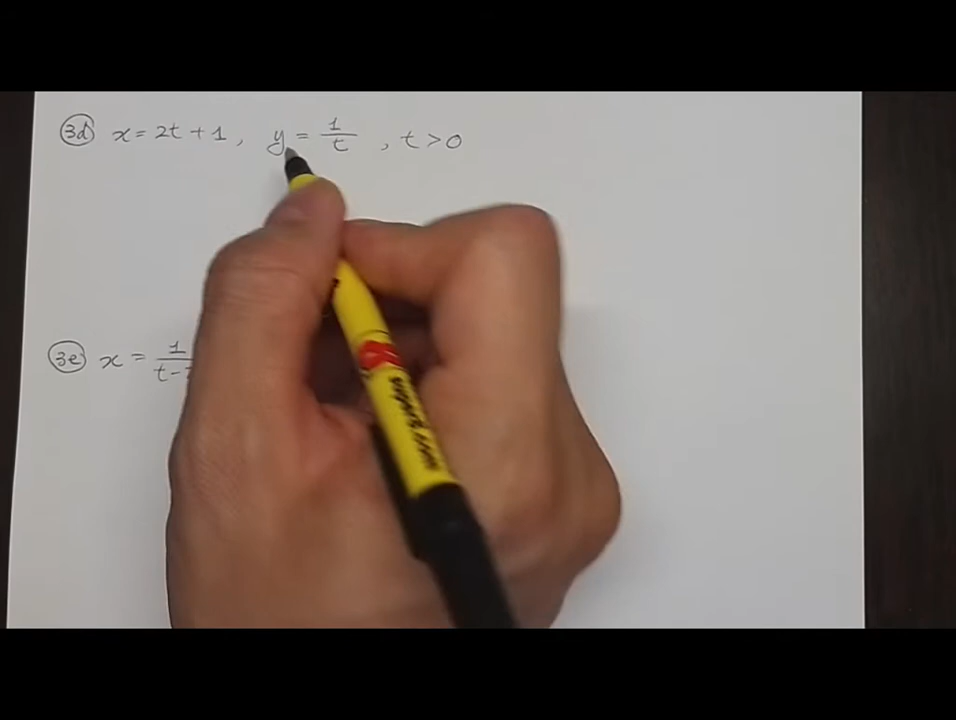 3d x = 2t + 1, y = 1/t, t > 0
3e x = 1/t-